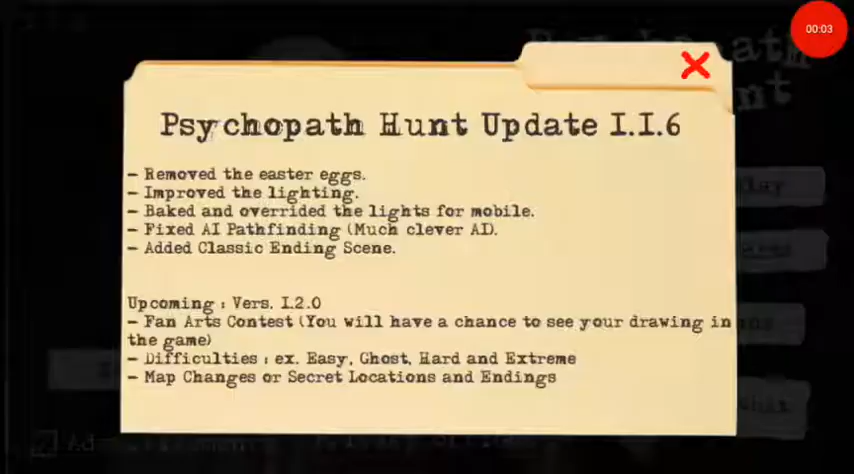 00:03
Psychopath Hunt Update I.I.6
- Removed the easter eggs.
- Improved the lighting.
- Baked and overrided the lights for mobile.
- Fixed AI Pathfinding (Much clever AI).
- Added Classic Ending Scene.
Upcoming : Vers. I.2.0
- Fan Arts Contest (You will have a chance to see your drawing in
the game)
- Difficulties : ex. Easy, Ghost, Hard and Extreme
- Map Changes or Secret Locations and Endings